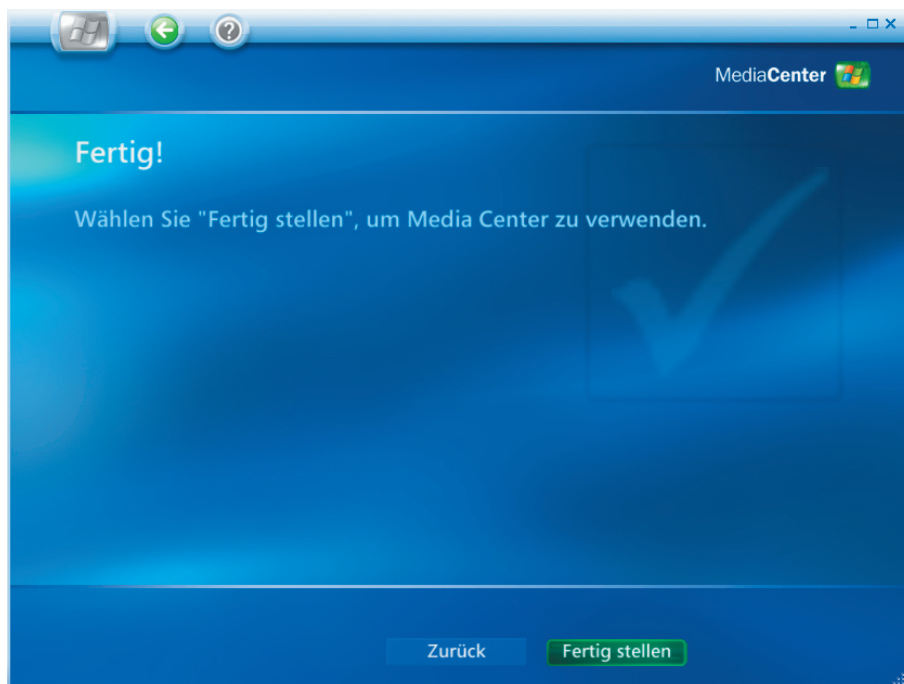 MediaCenter
Fertig!
Wählen Sie "Fertig stellen", um Media Center zu verwenden.
Zurück
Fertig stellen